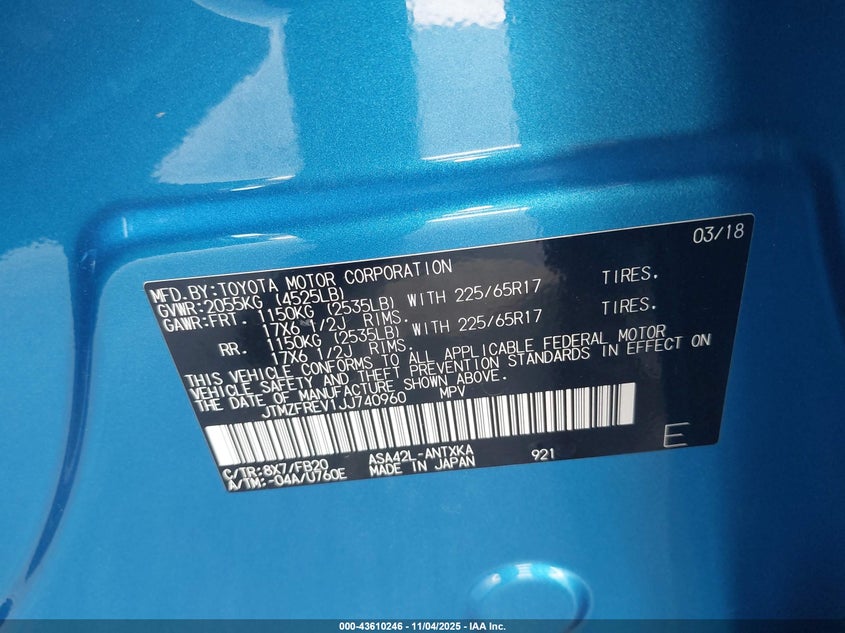 03/18
MFD.BY:TOYOTA MOTOR CORPORATION
GVWR:2055KG (4525LB)
GAWR:FRT. 1150KG (2535LB) WITH 225/65R17 TIRES.
17X6 1/2J RIMS.
RR. 1150KG (2535LB) WITH 225/65R17 TIRES.
17X6 1/2J RIMS.
THIS VEHICLE CONFORMS TO ALL APPLICABLE FEDERAL MOTOR
VEHICLE SAFETY AND THEFT PREVENTION STANDARDS IN EFFECT ON
THE DATE OF MANUFACTURE SHOWN ABOVE.
JTMZFREV1JJ740960 MPV
C/TR:8X7/FB20 ASA42L-ANTXKA 921 E
A/TM:-04A/U760E MADE IN JAPAN
000-43610246 - 11/04/2025 - IAA Inc.